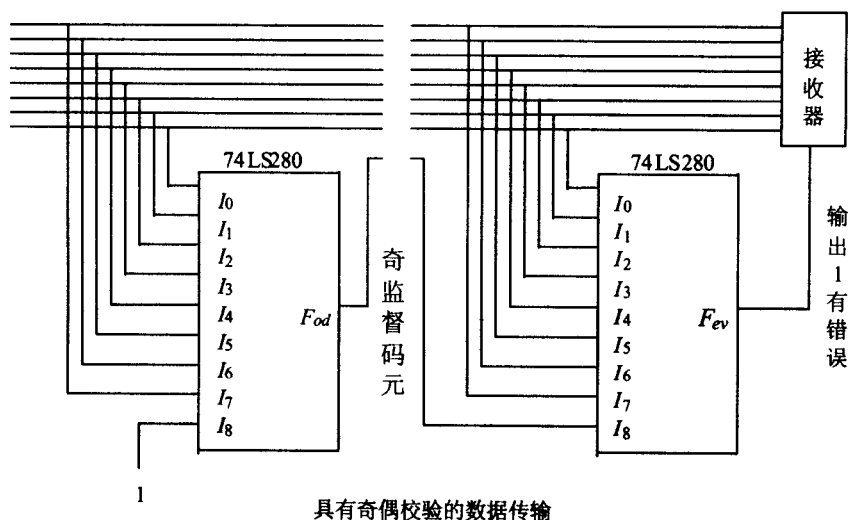 接收器
74LS280
I0
I1
I2
I3
I4
I5
I6
I7
I8
Fod
1
奇监督码元
74LS280
I0
I1
I2
I3
I4
I5
I6
I7
I8
Fev
输出1有错误
具有奇偶校验的数据传输